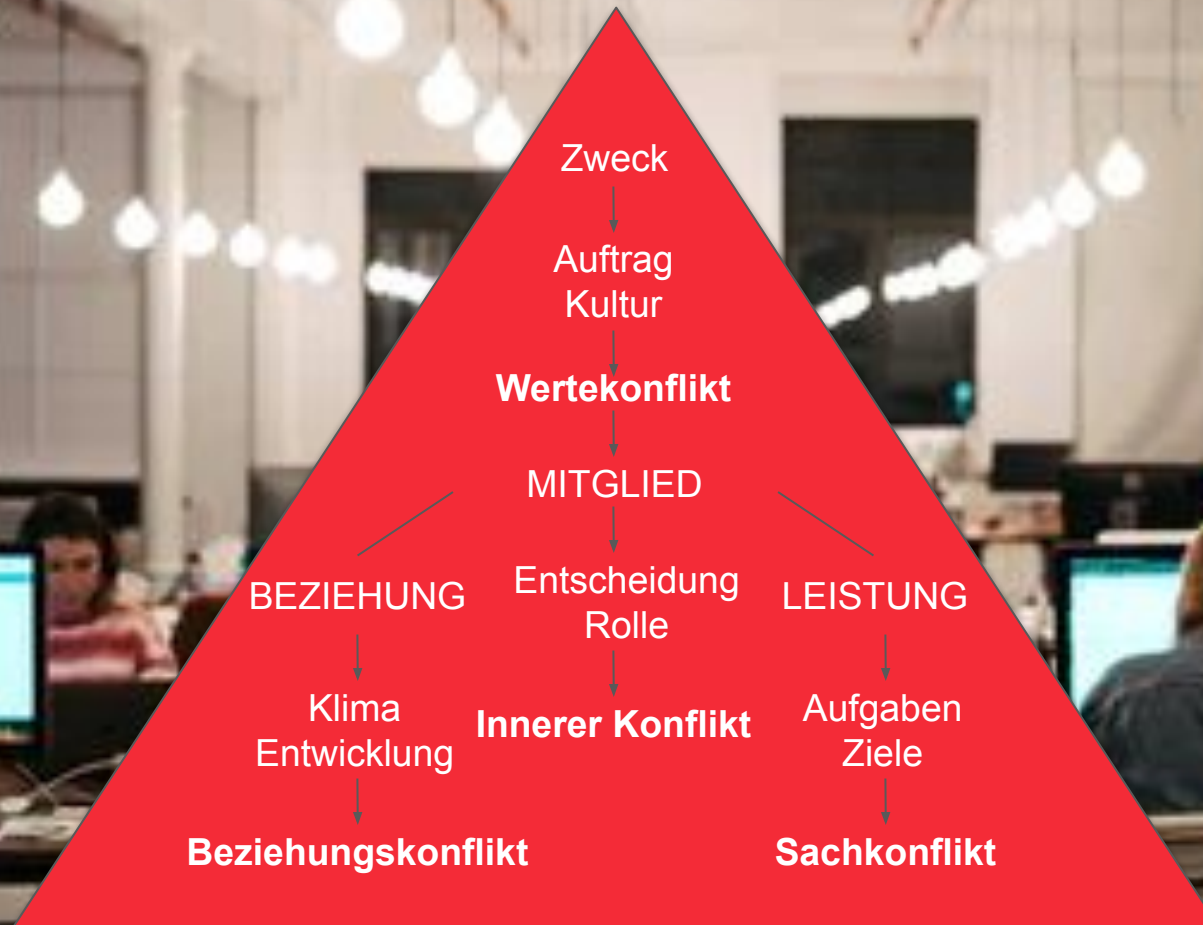 Zweck
Auftrag
Kultur
Wertekonflikt
MITGLIED
BEZIEHUNG
Entscheidung
Rolle
LEISTUNG
Klima
Entwicklung
Innerer Konflikt
Aufgaben
Ziele
Beziehungskonflikt
Sachkonflikt